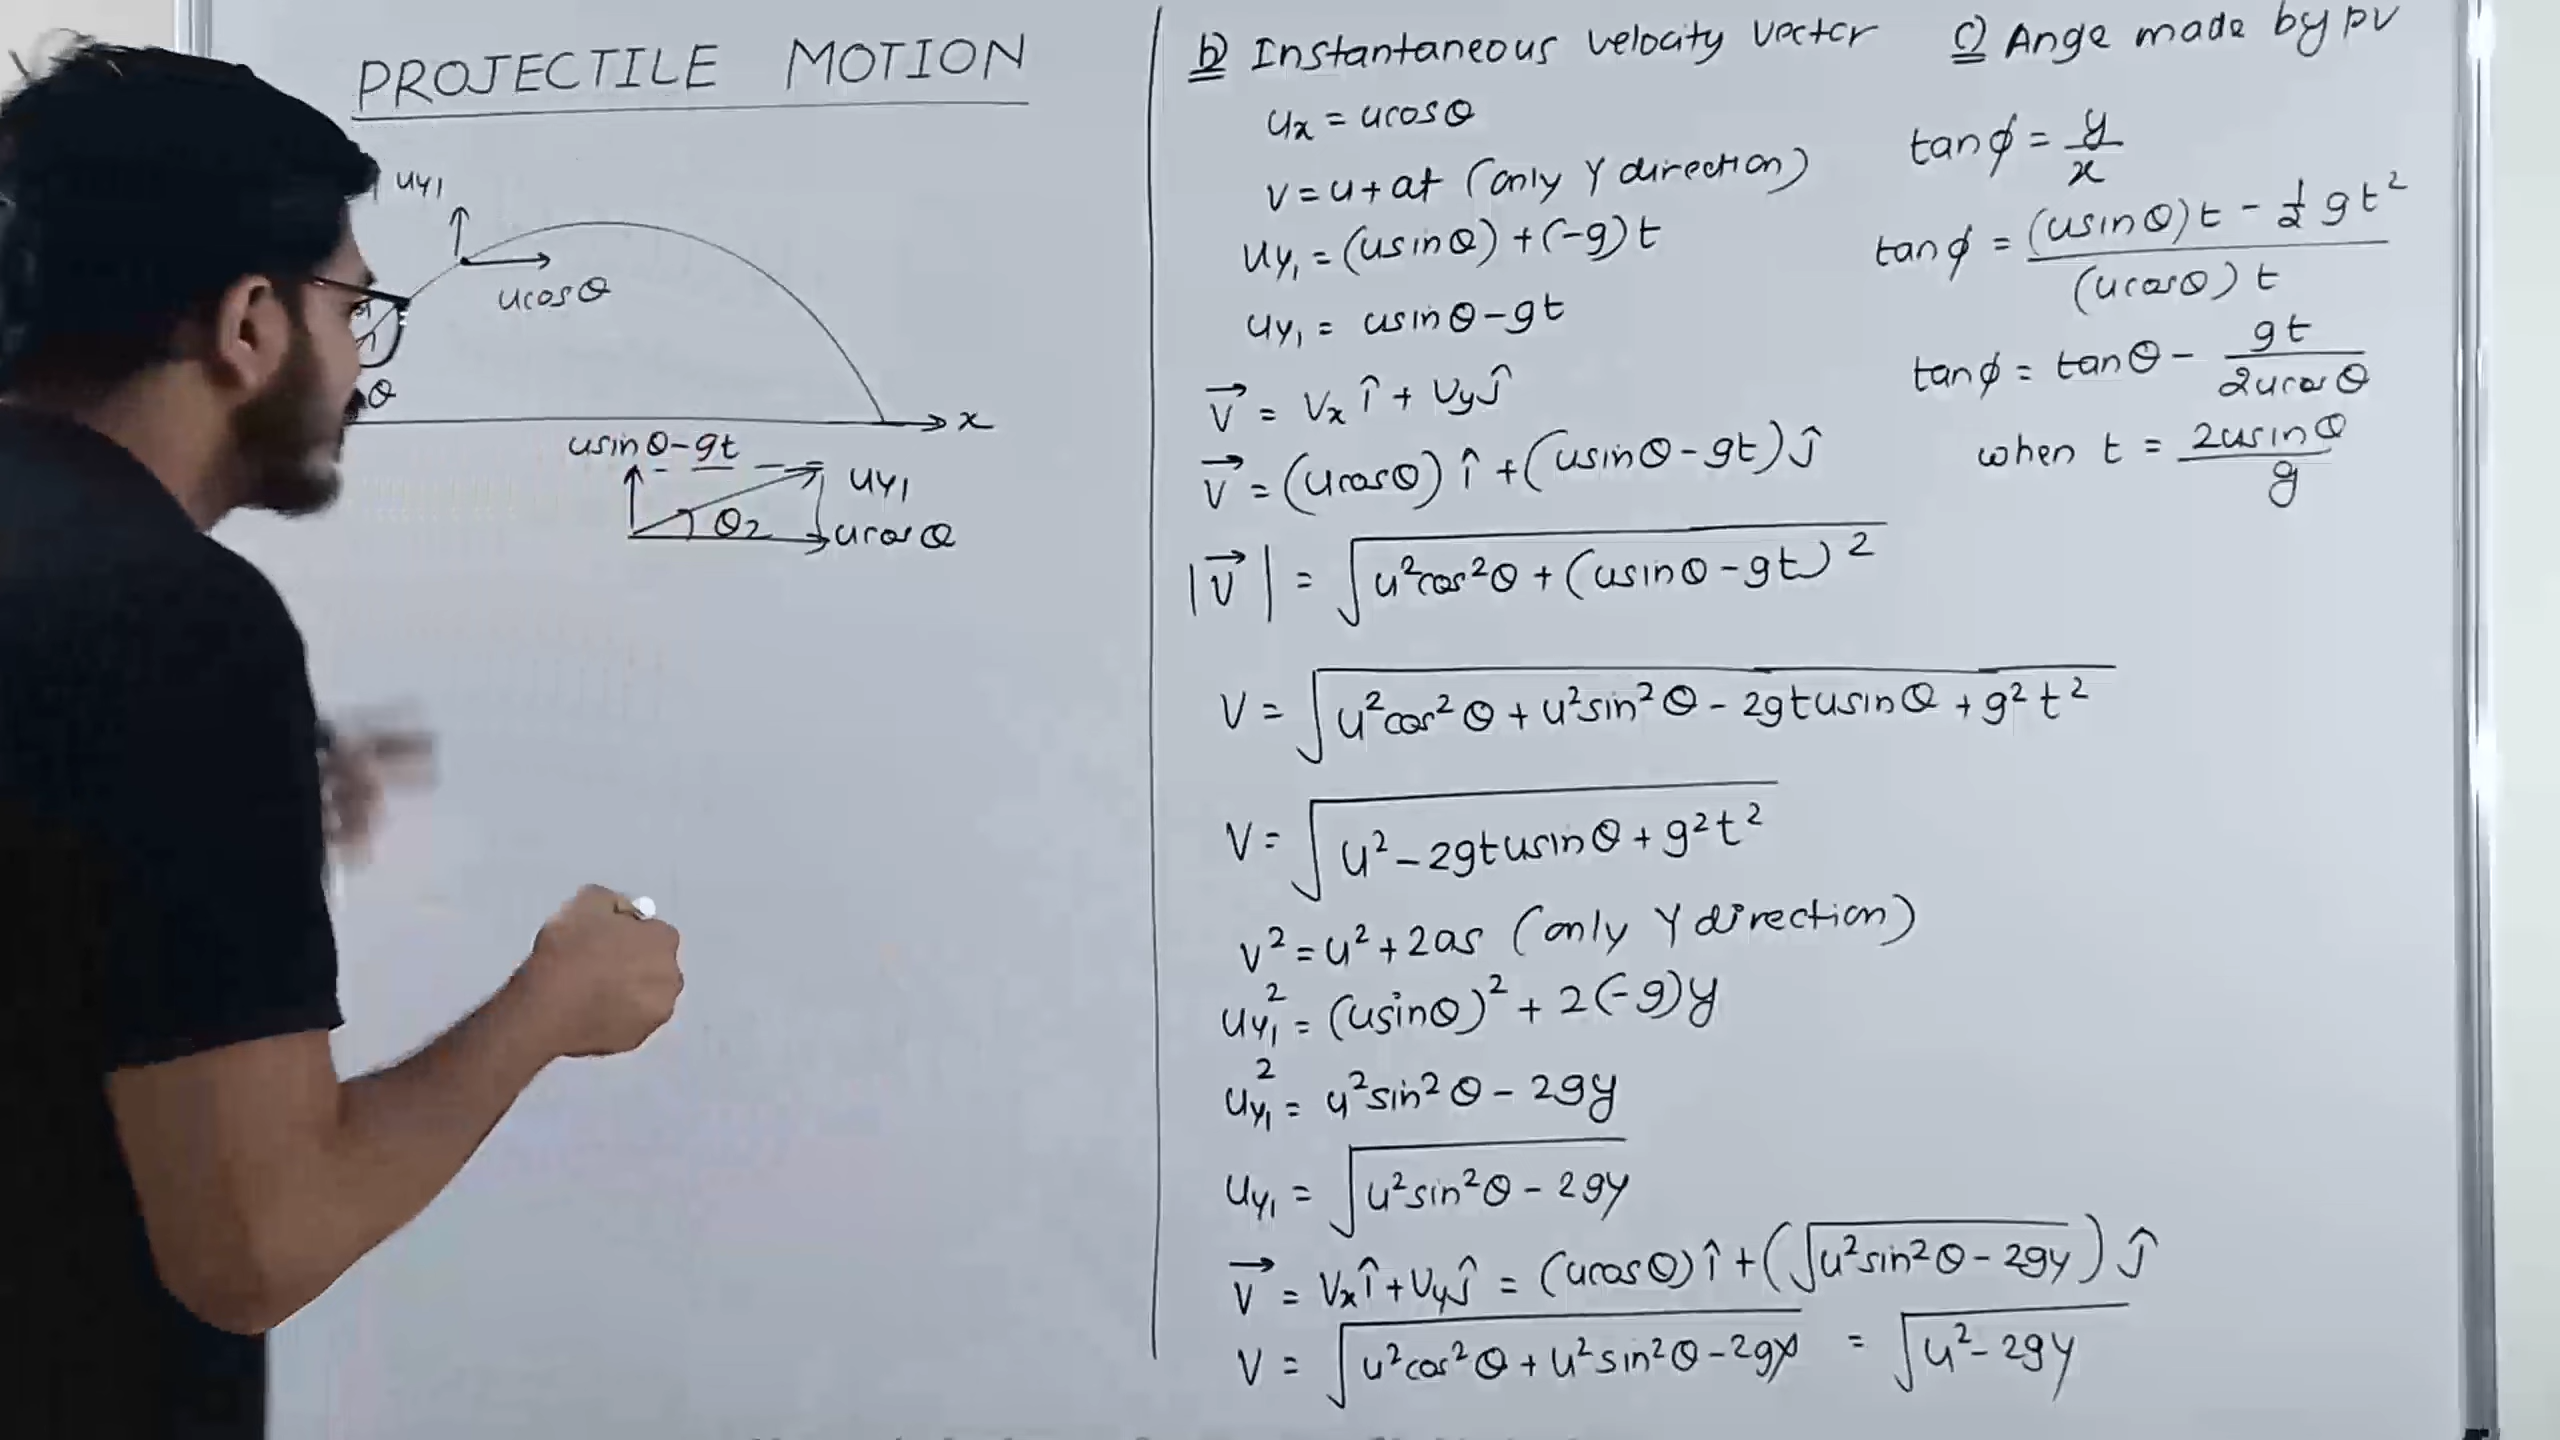 PROJECTILE MOTION
uy1
ucosθ
θ
x
usinθ-gt
uy1
θ2
ucosθ
b) Instantaneous velocity vector
ux = ucosθ
v = u+at (only Y direction)
uy1 = (usinθ) + (-g)t
uy1 = usinθ-gt
v⃗ = vx î + vy ĵ
v⃗ = (ucosθ) î + (usinθ-gt) ĵ
|v⃗| = √(u²cos²θ + (usinθ-gt)²)
v = √(u²cos²θ + u²sin²θ - 2gtusinθ + g²t²)
v = √(u² - 2gtusinθ + g²t²)
v² = u² + 2as (only Y direction)
uy1² = (usinθ)² + 2(-g)y
uy1² = u²sin²θ - 2gy
uy1 = √(u²sin²θ - 2gy)
v⃗ = vxî + vyĵ = (ucosθ) î + (√(u²sin²θ - 2gy)) ĵ
v = √(u²cos²θ + u²sin²θ - 2gy) = √(u² - 2gy)
c) Ange made by pv
tanϕ = y/x
tanϕ = ((usinθ)t - ½ gt²)/((ucosθ) t)
tanϕ = tanθ - gt/(2ucosθ)
when t = 2usinθ/g